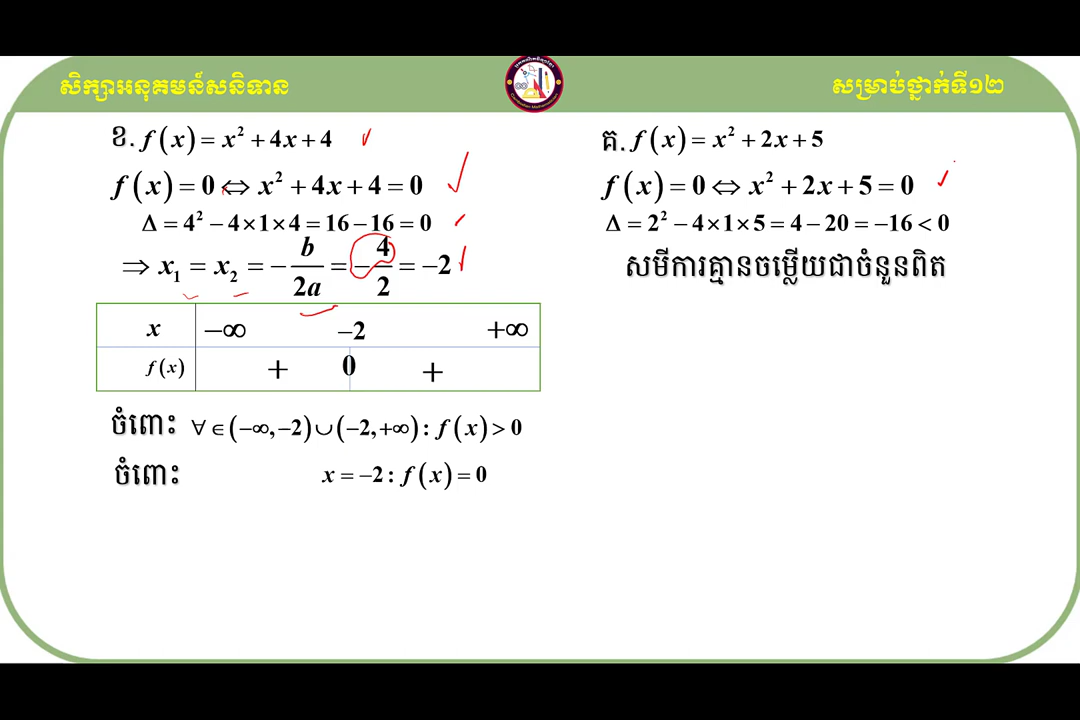 សិក្សាអនុគមន៍សនិទាន
សម្រាប់ថ្នាក់ទី១២
ខ. f(x) = x² + 4x + 4
f(x) = 0 ⇔ x² + 4x + 4 = 0
Δ = 4² − 4×1×4 = 16 − 16 = 0
⇒ x₁ = x₂ = −b/2a = −4/2 = −2
x −∞ −2 +∞
f(x) + 0 +
ចំពោះ ∀ ∈ (−∞,−2) ∪ (−2,+∞) : f(x) > 0
ចំពោះ x = −2 : f(x) = 0
គ. f(x) = x² + 2x + 5
f(x) = 0 ⇔ x² + 2x + 5 = 0
Δ = 2² − 4×1×5 = 4 − 20 = −16 < 0
សមីការគ្មានចម្លើយជាចំនួនពិត